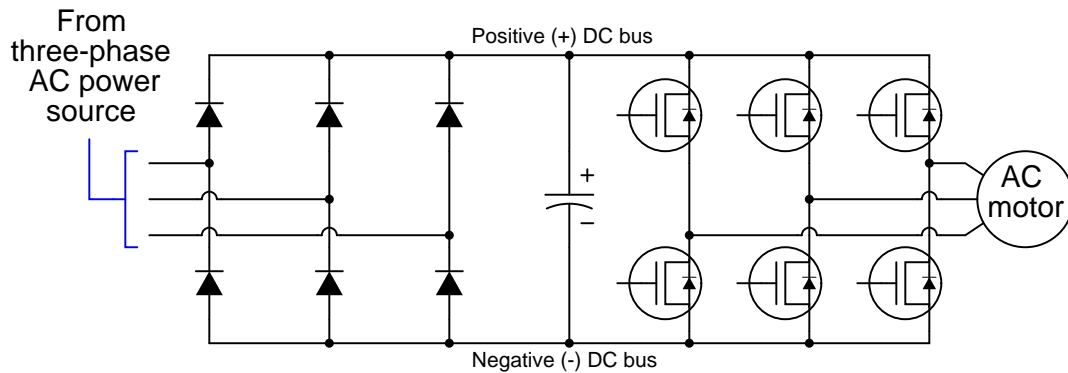 From
three-phase
AC power
source
Positive (+) DC bus
+
-
AC
motor
Negative (-) DC bus